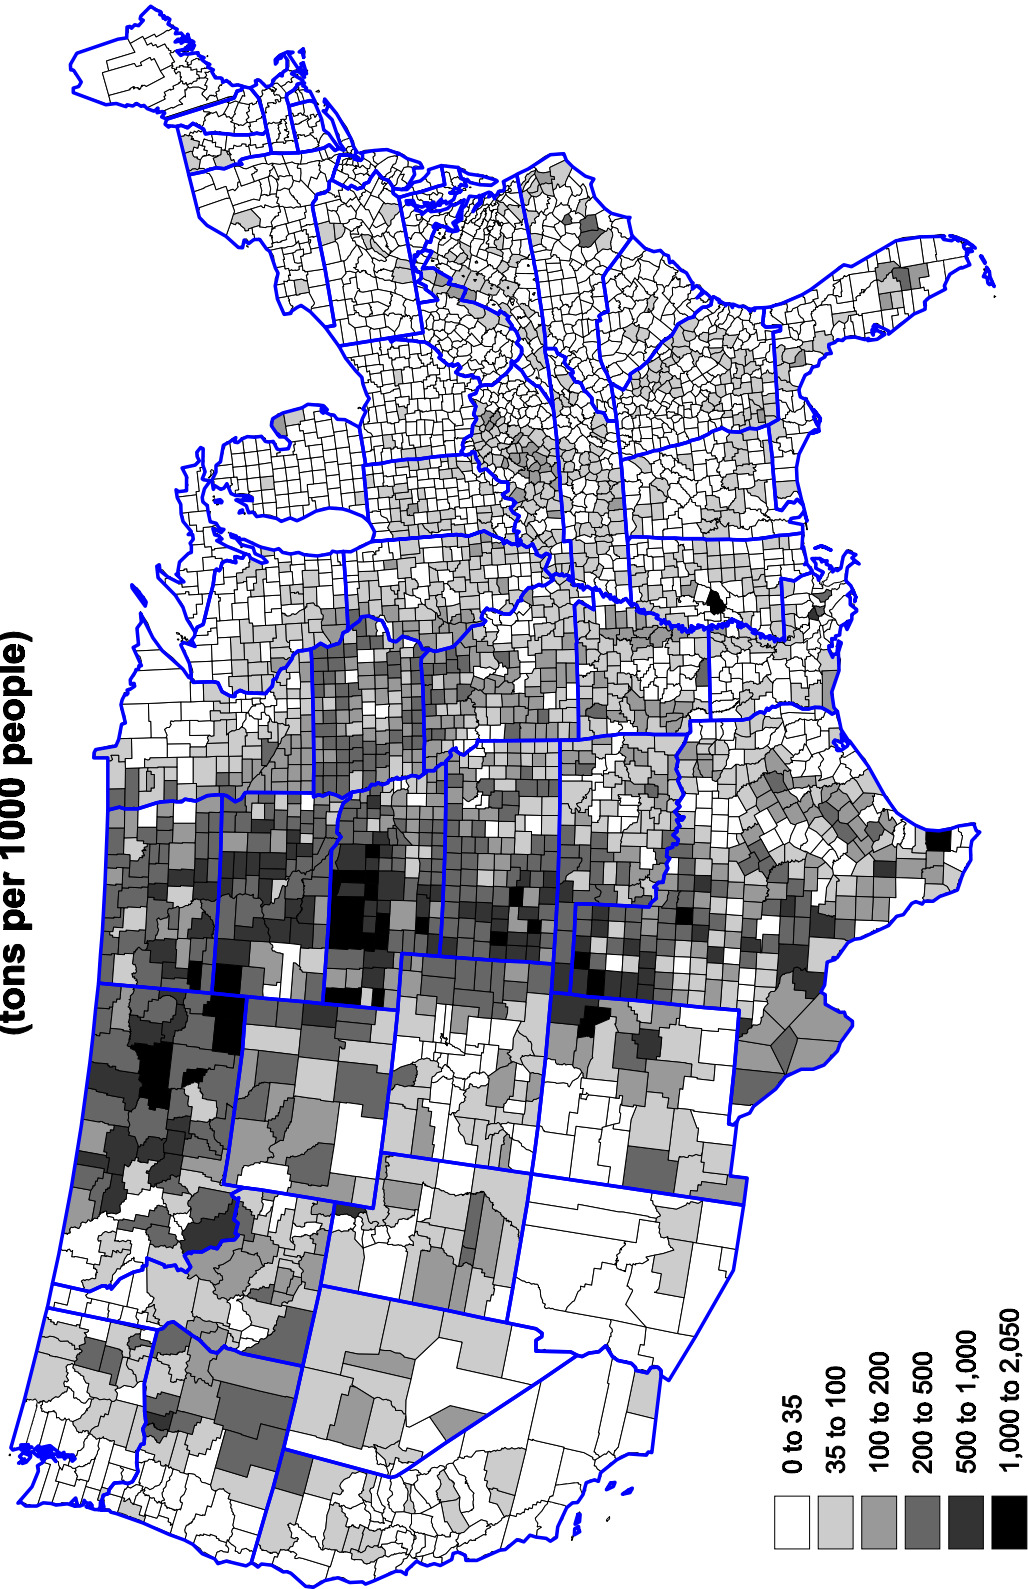 (tons per 1000 people)
0 to 35
35 to 100
100 to 200
200 to 500
500 to 1,000
1,000 to 2,050